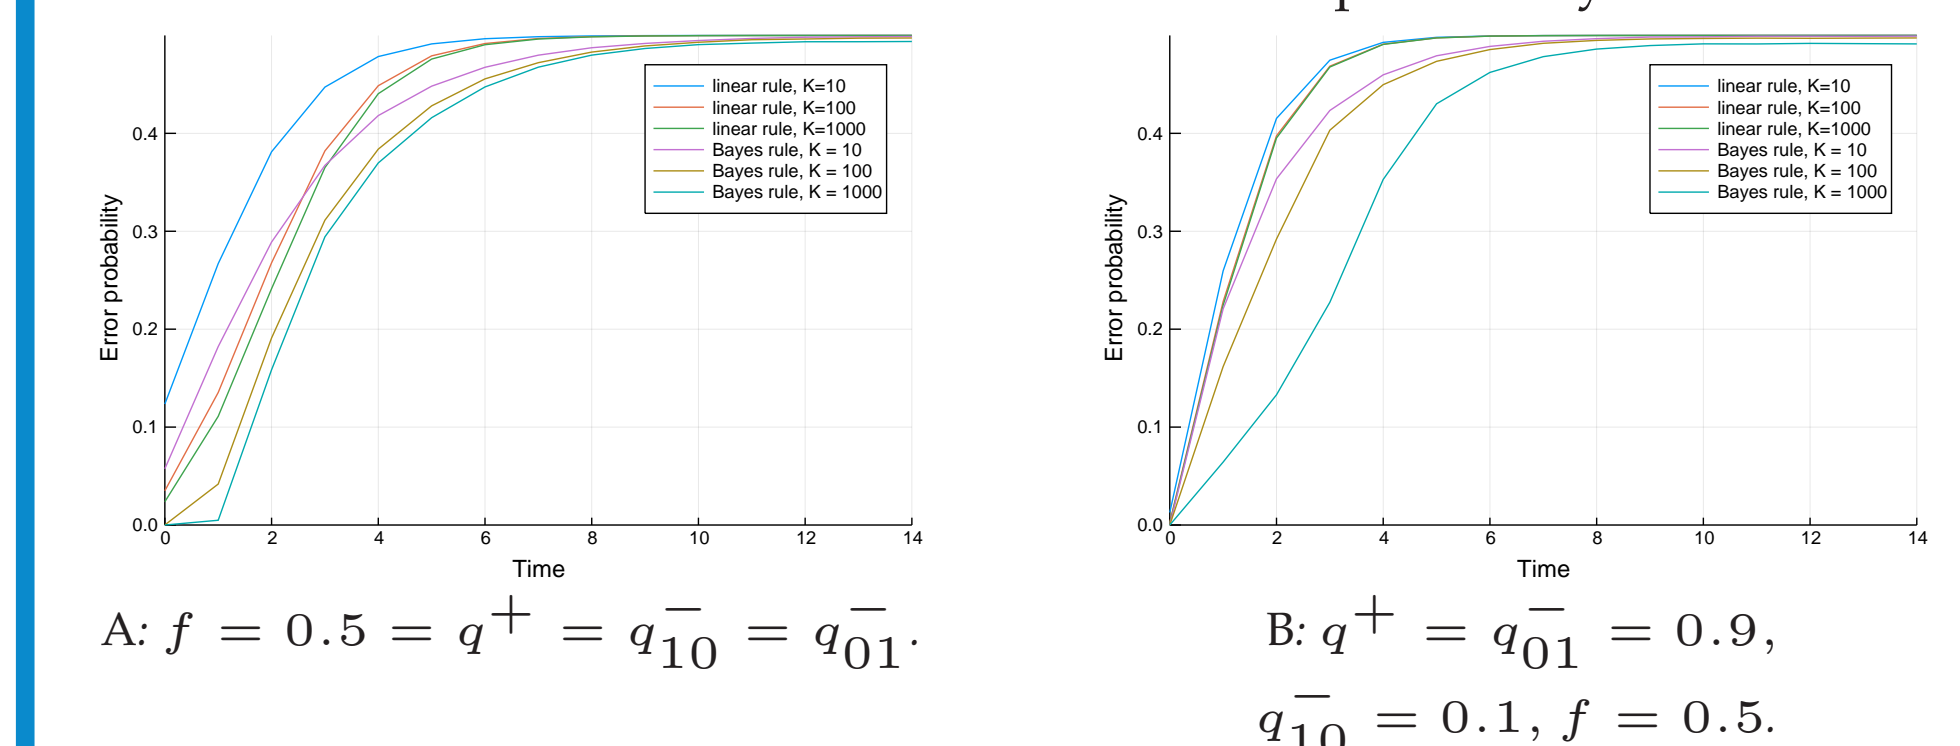 0.4
0.3
0.2
0.1
0.0
0 2 4 6 8 10 12 14
Error probability
Time
linear rule, K=10
linear rule, K=100
linear rule, K=1000
Bayes rule, K = 10
Bayes rule, K = 100
Bayes rule, K = 1000
A: f = 0.5 = q⁺ = q₁₀⁻ = q₀₁⁻.
0.4
0.3
0.2
0.1
0.0
0 2 4 6 8 10 12 14
Error probability
Time
linear rule, K=10
linear rule, K=100
linear rule, K=1000
Bayes rule, K = 10
Bayes rule, K = 100
Bayes rule, K = 1000
B: q⁺ = q₀₁⁻ = 0.9,
q₁₀⁻ = 0.1, f = 0.5.